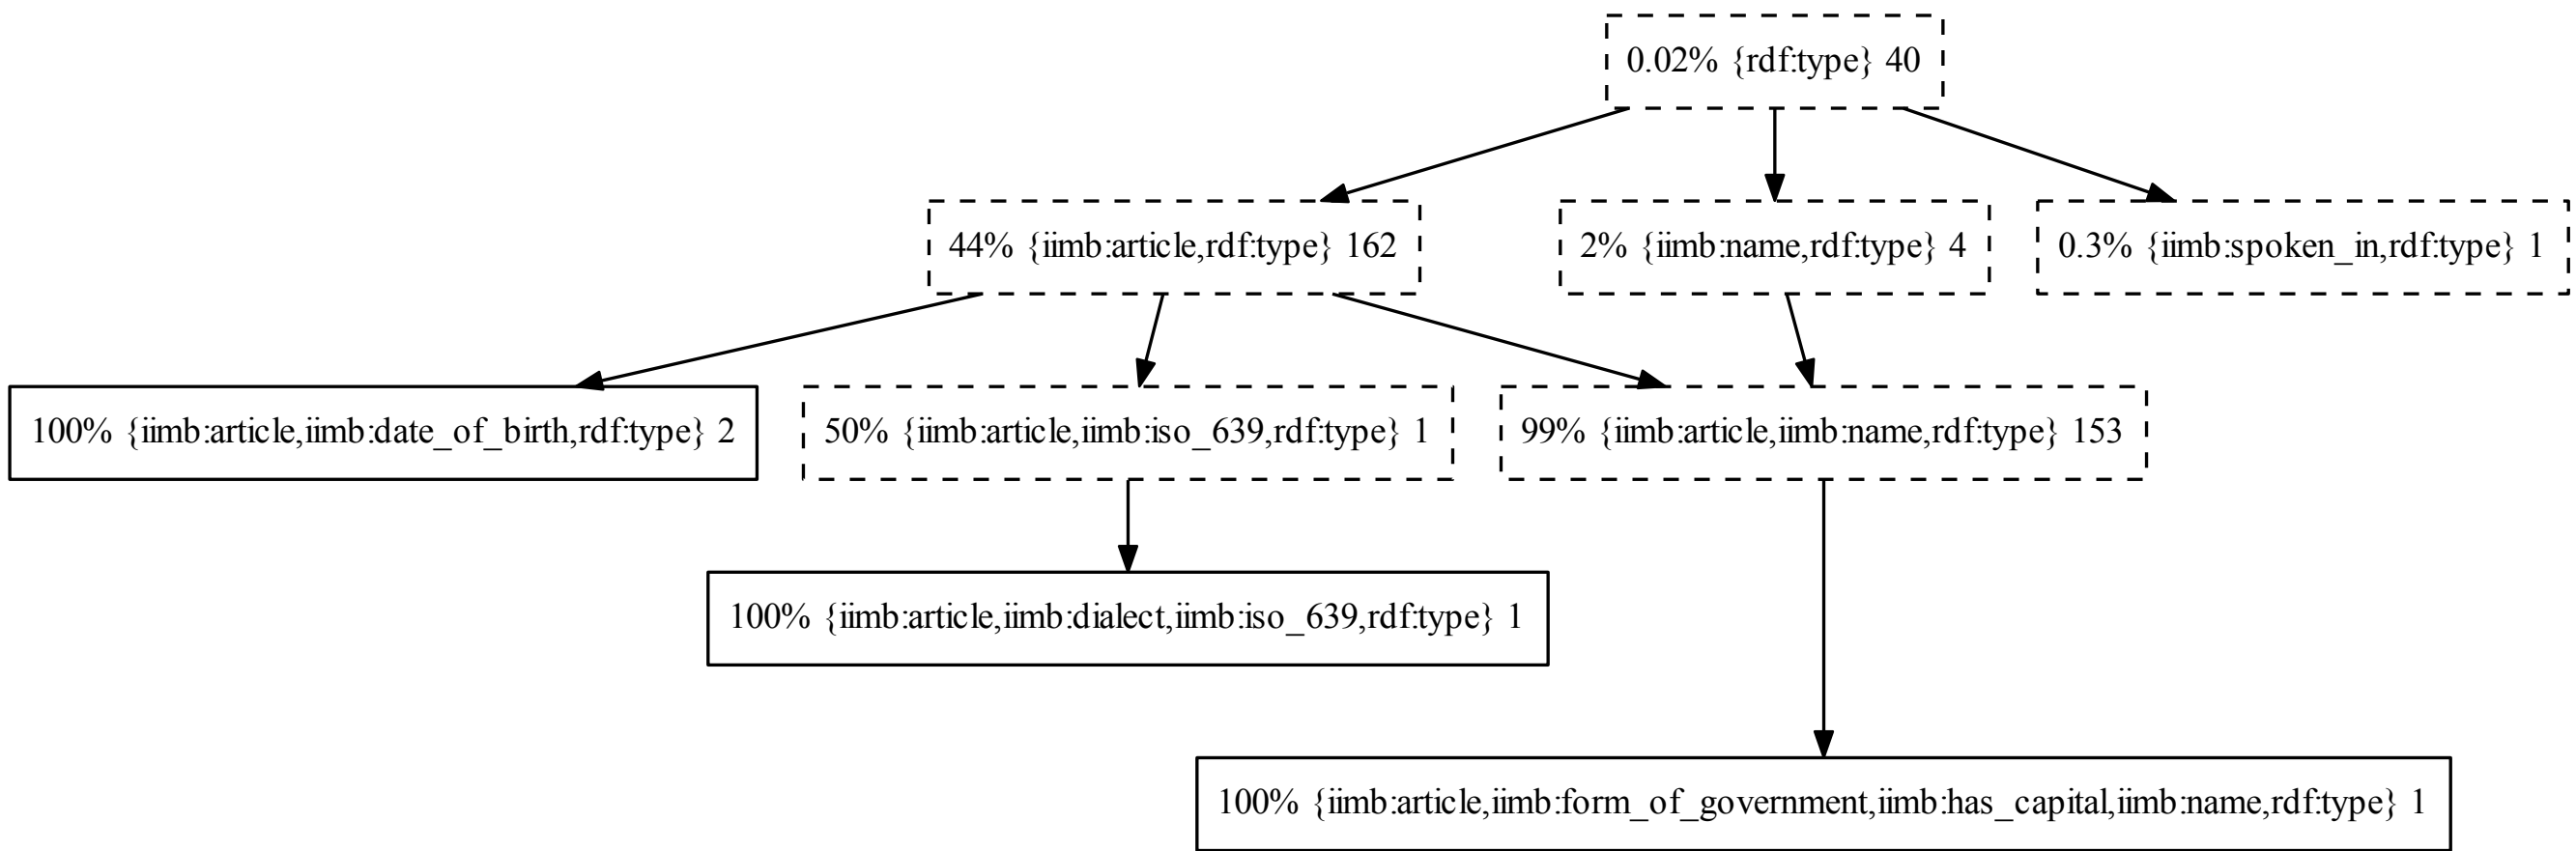 0.02% {rdf:type} 40
44% {iimb:article,rdf:type} 162
2% {iimb:name,rdf:type} 4
0.3% {iimb:spoken_in,rdf:type} 1
100% {iimb:article,iimb:date_of_birth,rdf:type} 2
50% {iimb:article,iimb:iso_639,rdf:type} 1
99% {iimb:article,iimb:name,rdf:type} 153
100% {iimb:article,iimb:dialect,iimb:iso_639,rdf:type} 1
100% {iimb:article,iimb:form_of_government,iimb:has_capital,iimb:name,rdf:type} 1